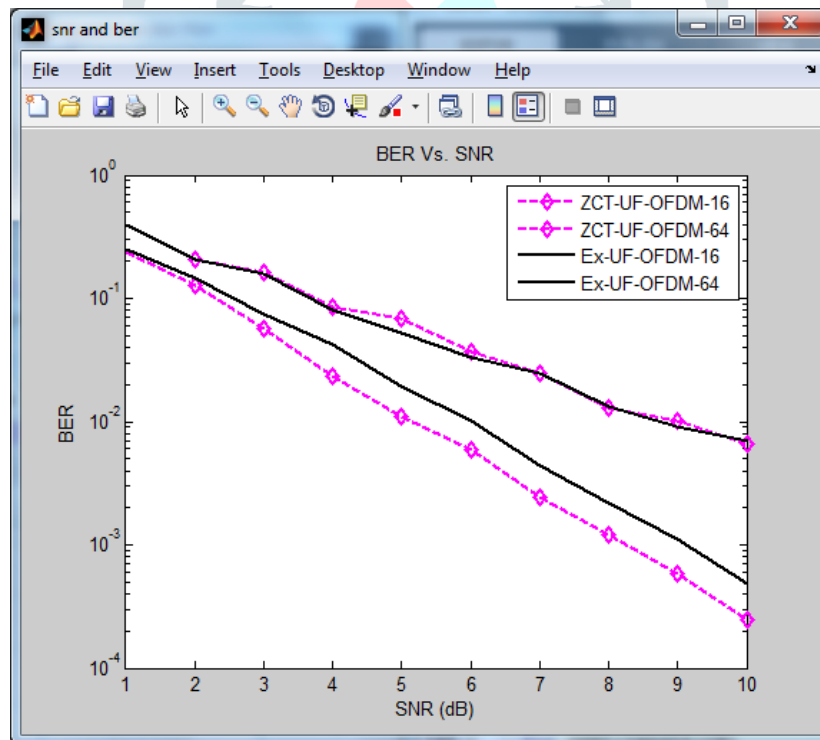 snr and ber
File Edit View Insert Tools Desktop Window Help
BER Vs. SNR
10^0
10^-1
10^-2
10^-3
10^-4
BER
ZCT-UF-OFDM-16
ZCT-UF-OFDM-64
Ex-UF-OFDM-16
Ex-UF-OFDM-64
1 2 3 4 5 6 7 8 9 10
SNR (dB)